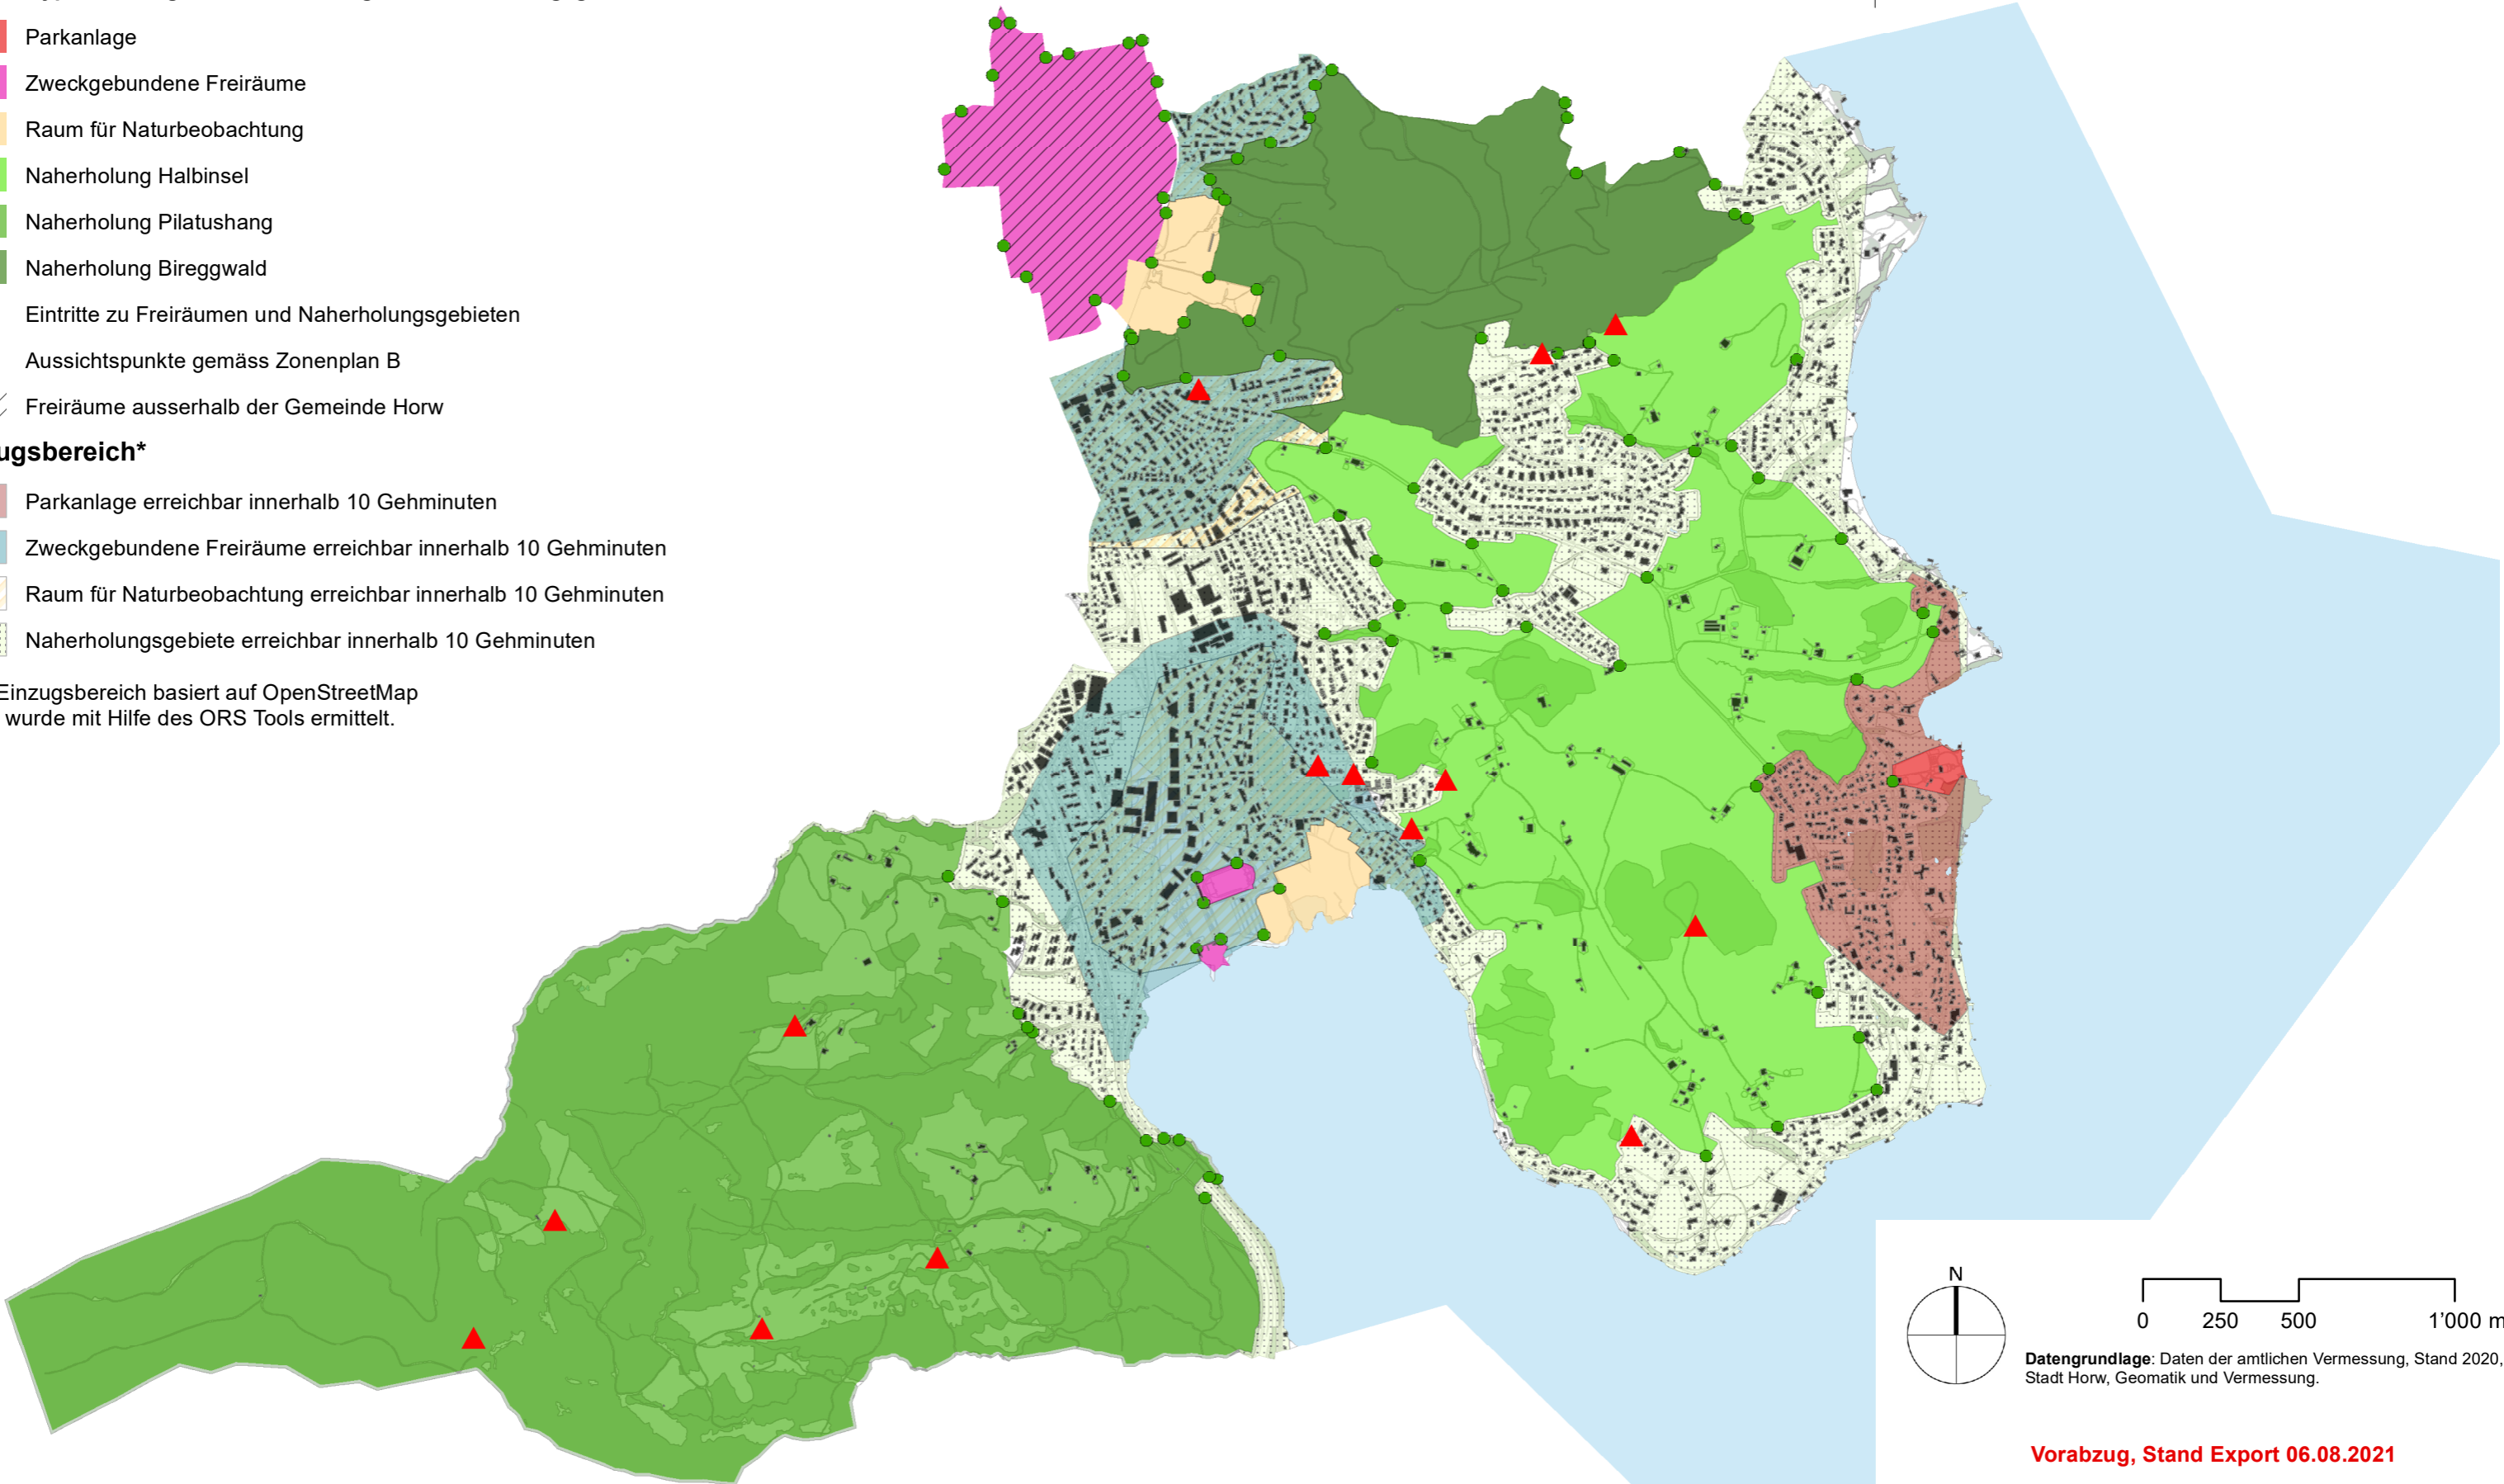 Parkanlage
Zweckgebundene Freiräume
Raum für Naturbeobachtung
Naherholung Halbinsel
Naherholung Pilatushang
Naherholung Bireggwald
Eintritte zu Freiräumen und Naherholungsgebieten
Aussichtspunkte gemäss Zonenplan B
Freiräume ausserhalb der Gemeinde Horw
ugsbereich*
Parkanlage erreichbar innerhalb 10 Gehminuten
Zweckgebundene Freiräume erreichbar innerhalb 10 Gehminuten
Raum für Naturbeobachtung erreichbar innerhalb 10 Gehminuten
Naherholungsgebiete erreichbar innerhalb 10 Gehminuten
Einzugsbereich basiert auf OpenStreetMap
wurde mit Hilfe des ORS Tools ermittelt.
N
0 250 500 1'000 m
Datengrundlage: Daten der amtlichen Vermessung, Stand 2020,
Stadt Horw, Geomatik und Vermessung.
Vorabzug, Stand Export 06.08.2021